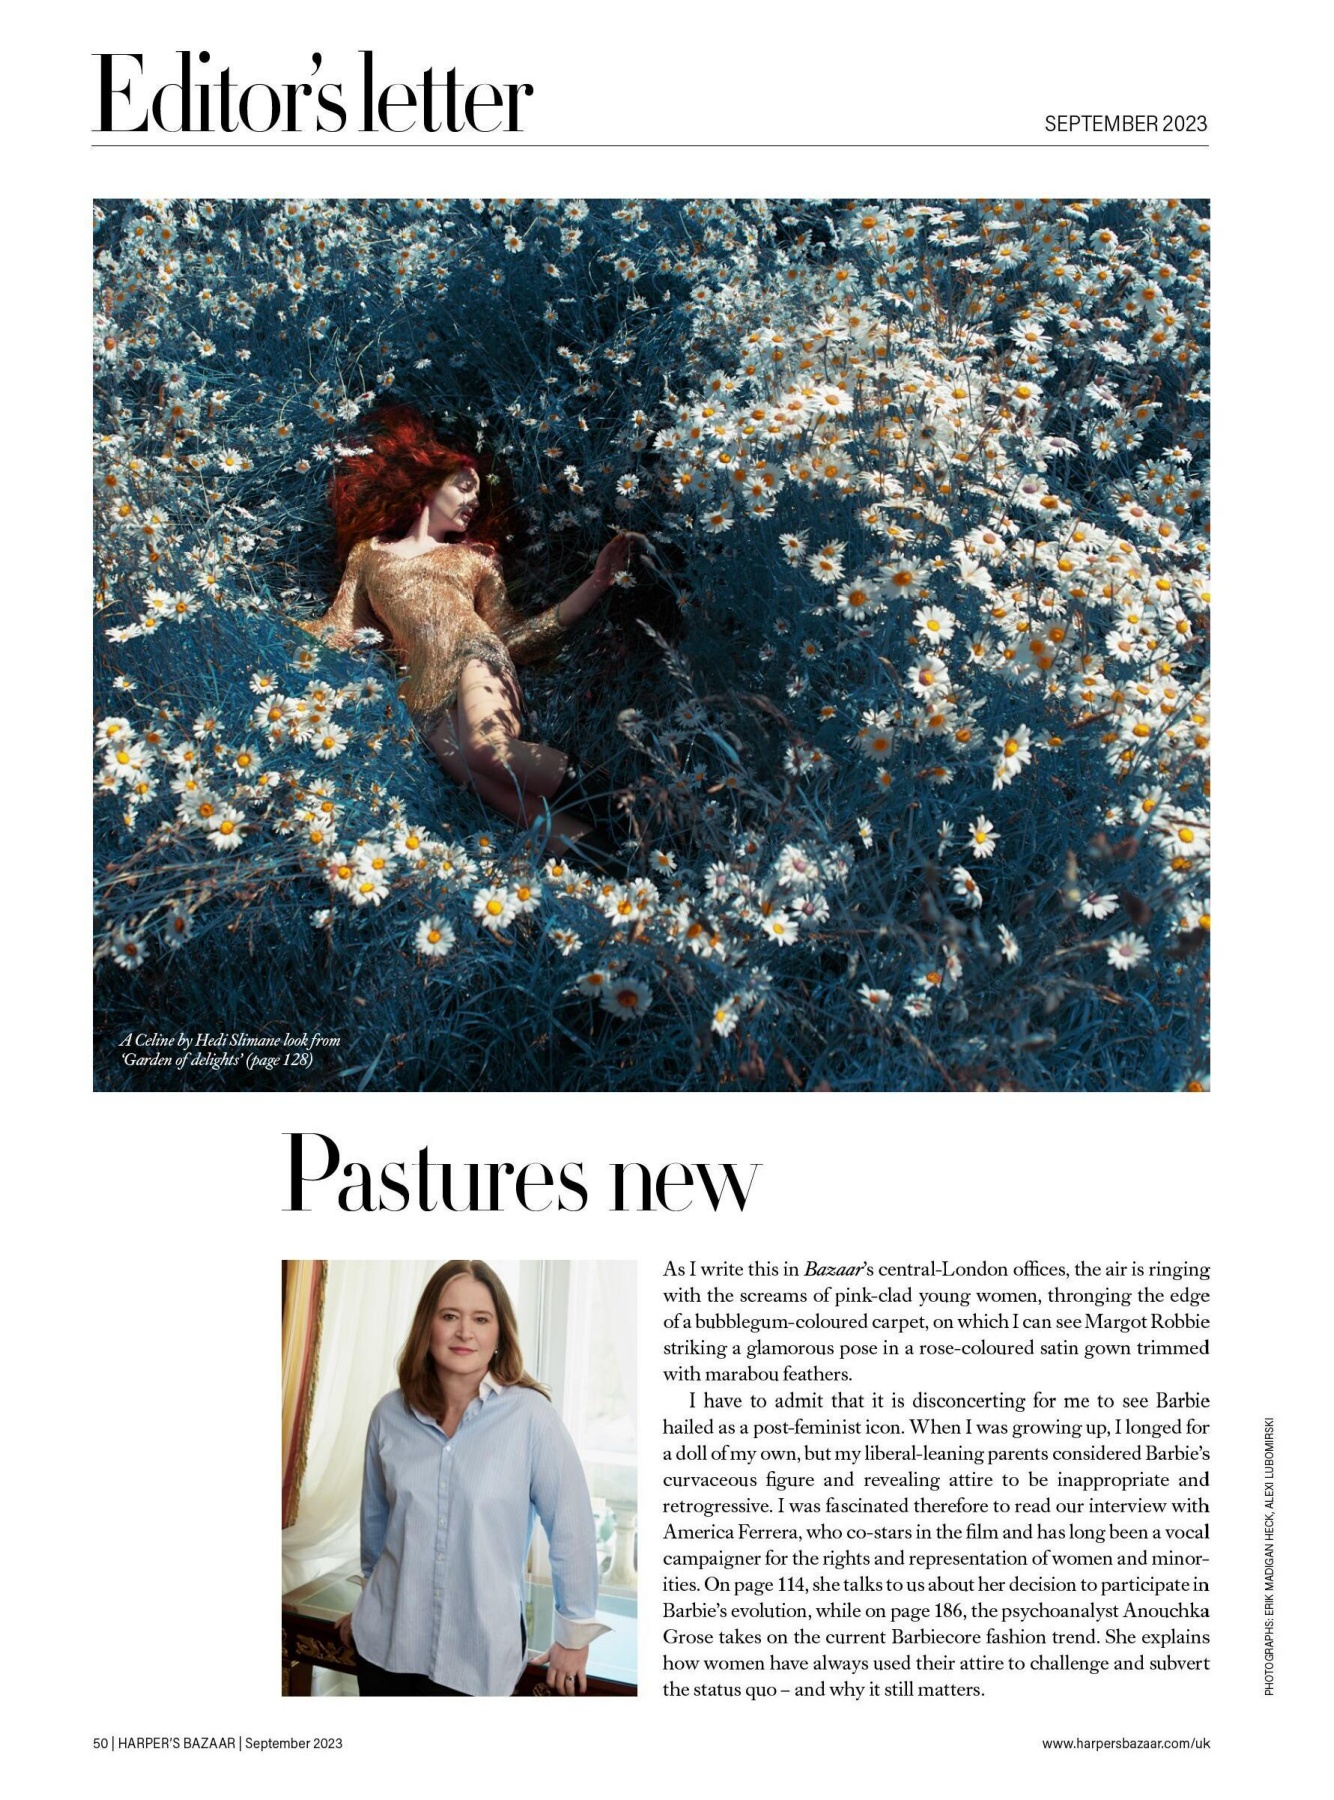 Editor's letter
SEPTEMBER 2023
A Celine by Hedi Slimane look from
‘Garden of delights’ (page 128)
Pastures new
As I write this in Bazaar's central-London offices, the air is ringing
with the screams of pink-clad young women, thronging the edge
of a bubblegum-coloured carpet, on which I can see Margot Robbie
striking a glamorous pose in a rose-coloured satin gown trimmed
with marabou feathers.
I have to admit that it is disconcerting for me to see Barbie
hailed as a post-feminist icon. When I was growing up, I longed for
a doll of my own, but my liberal-leaning parents considered Barbie's
curvaceous figure and revealing attire to be inappropriate and
retrogressive. I was fascinated therefore to read our interview with
America Ferrera, who co-stars in the film and has long been a vocal
campaigner for the rights and representation of women and minor-
ities. On page 114, she talks to us about her decision to participate in
Barbie's evolution, while on page 186, the psychoanalyst Anouchka
Grose takes on the current Barbiecore fashion trend. She explains
how women have always used their attire to challenge and subvert
the status quo – and why it still matters.
PHOTOGRAPHS: ERIK MADIGAN HECK, ALEXI LUBOMIRSKI
50 | HARPER'S BAZAAR | September 2023
www.harpersbazaar.com/uk